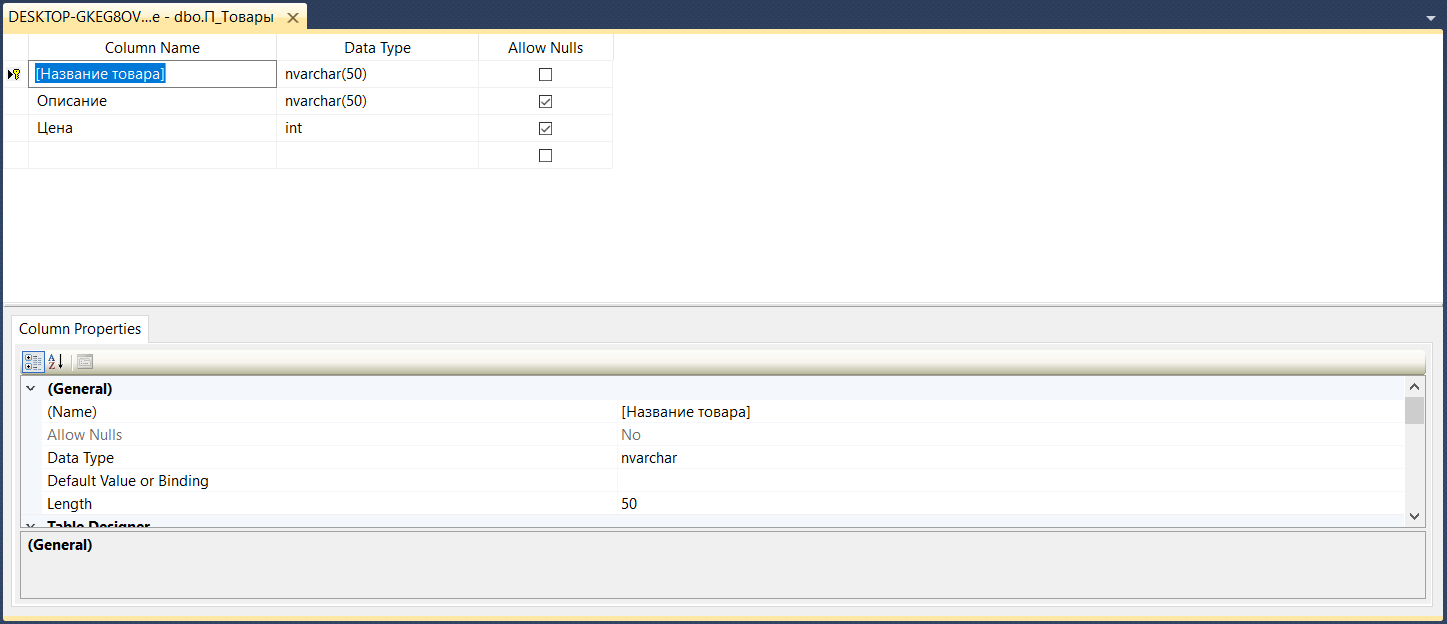 DESKTOP-GKEG8OV...e - dbo.П_Товары
Column Name Data Type Allow Nulls
[Название товара] nvarchar(50)
Описание nvarchar(50)
Цена int
Column Properties
(General)
(Name) [Название товара]
Allow Nulls No
Data Type nvarchar
Default Value or Binding
Length 50
Table Designer
(General)